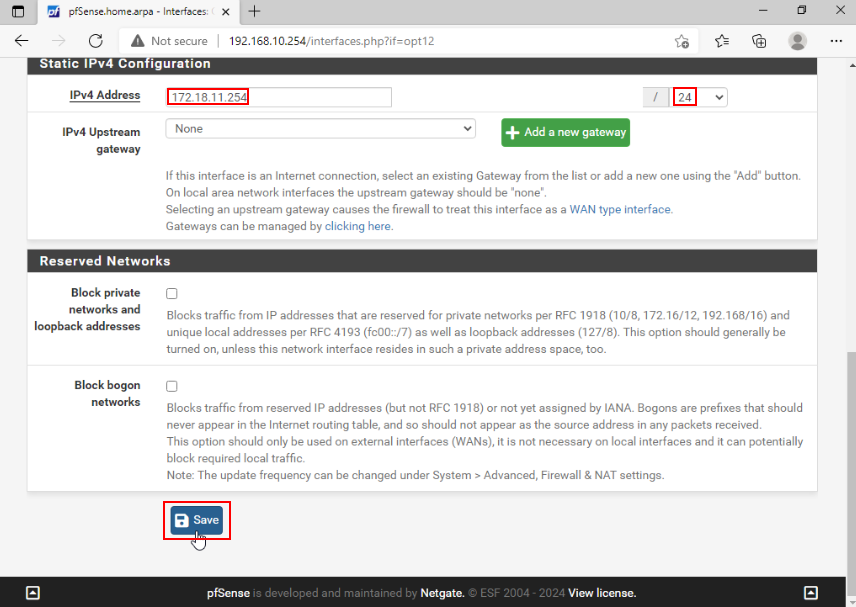 pfSense.home.arpa - Interfaces: (
Not secure
192.168.10.254/interfaces.php?if=opt12
Static IPv4 Configuration
IPv4 Address
172.18.11.254
/
24
IPv4 Upstream
gateway
None
Add a new gateway
If this interface is an Internet connection, select an existing Gateway from the list or add a new one using the "Add" button.
On local area network interfaces the upstream gateway should be "none".
Selecting an upstream gateway causes the firewall to treat this interface as a WAN type interface.
Gateways can be managed by clicking here.
Reserved Networks
Block private
networks and
loopback addresses
Blocks traffic from IP addresses that are reserved for private networks per RFC 1918 (10/8, 172.16/12, 192.168/16) and
unique local addresses per RFC 4193 (fc00::/7) as well as loopback addresses (127/8). This option should generally be
turned on, unless this network interface resides in such a private address space, too.
Block bogon
networks
Blocks traffic from reserved IP addresses (but not RFC 1918) or not yet assigned by IANA. Bogons are prefixes that should
never appear in the Internet routing table, and so should not appear as the source address in any packets received.
This option should only be used on external interfaces (WANs), it is not necessary on local interfaces and it can potentially
block required local traffic.
Note: The update frequency can be changed under System > Advanced, Firewall & NAT settings.
Save
pfSense is developed and maintained by Netgate. © ESF 2004 - 2024 View license.